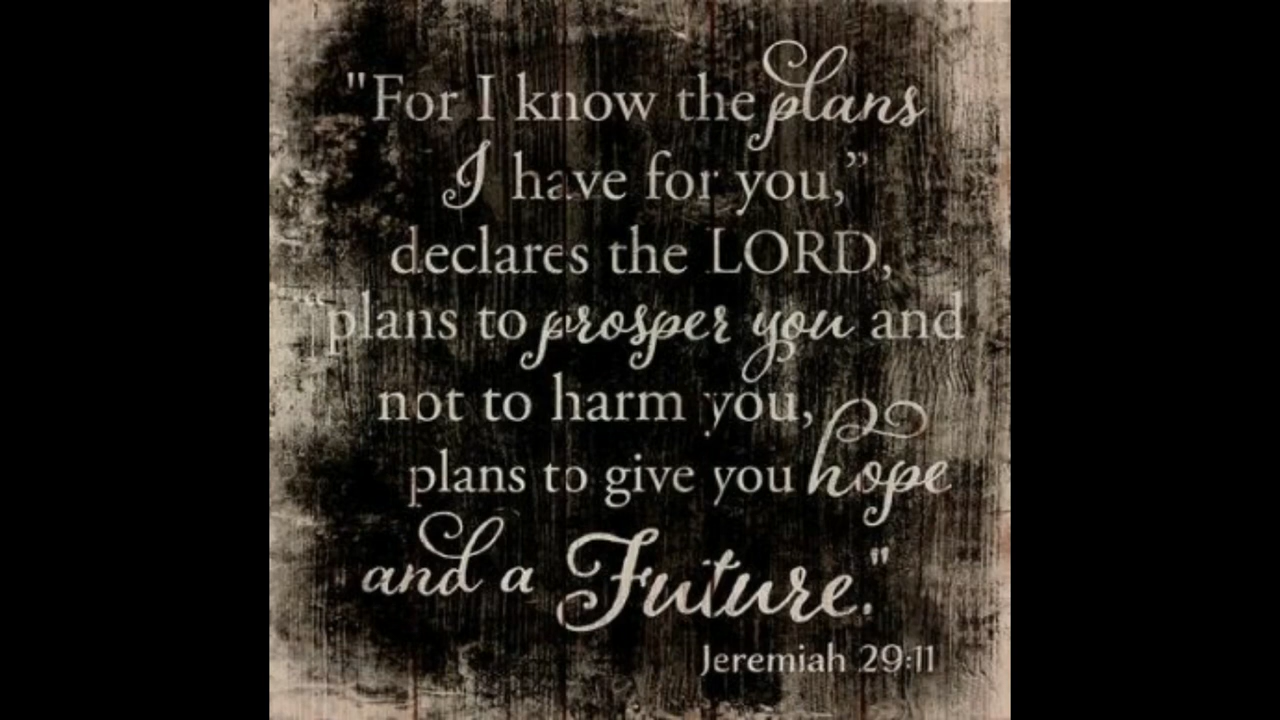 "For I know the plans
I have for you,”
declares the LORD,
“plans to prosper you and
not to harm you,
plans to give you hope
and a Future."
Jeremiah 29:11